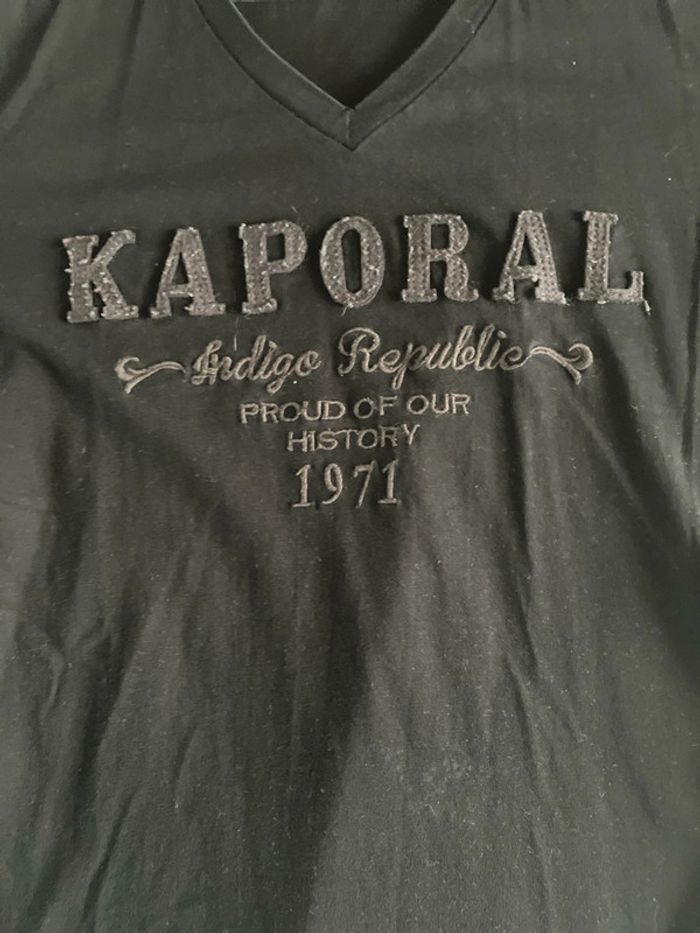 KAPORAL
Indigo Republic
PROUD OF OUR
HISTORY
1971